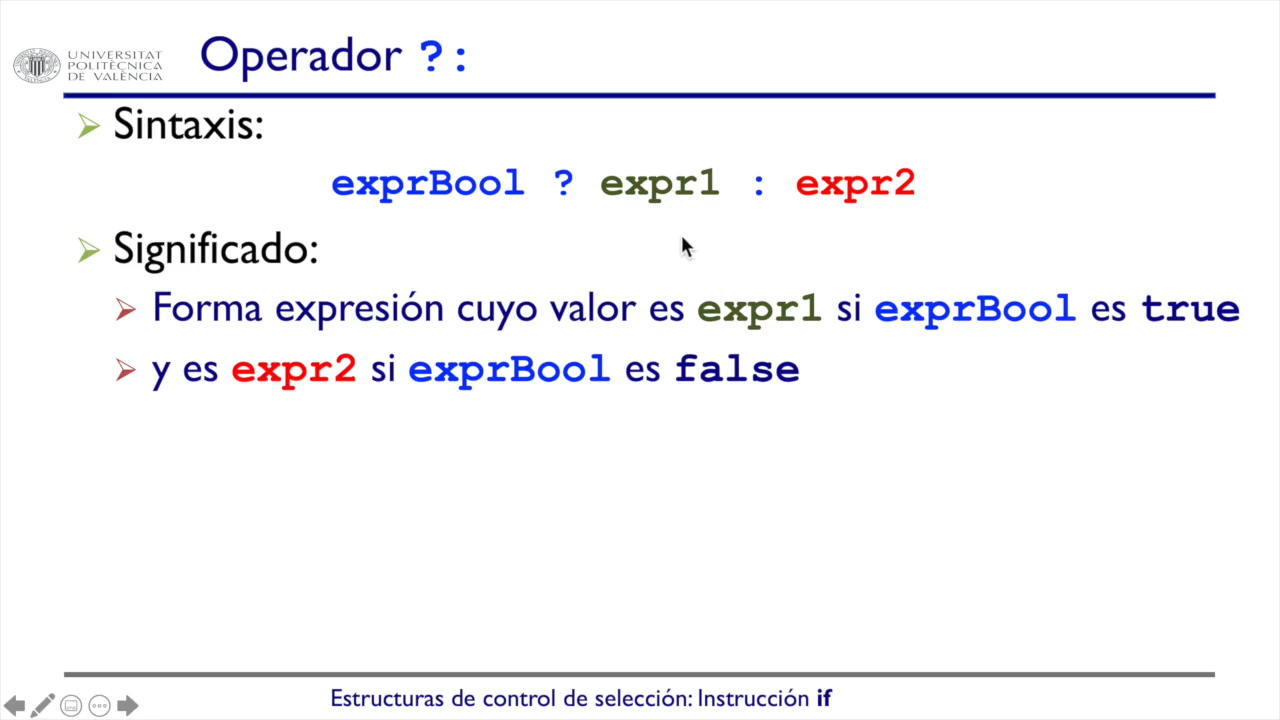 UNIVERSITAT
POLITÈCNICA
DE VALÈNCIA
Operador ?:
Sintaxis:
exprBool ? expr1 : expr2
Significado:
Forma expresión cuyo valor es expr1 si exprBool es true
y es expr2 si exprBool es false
Estructuras de control de selección: Instrucción if